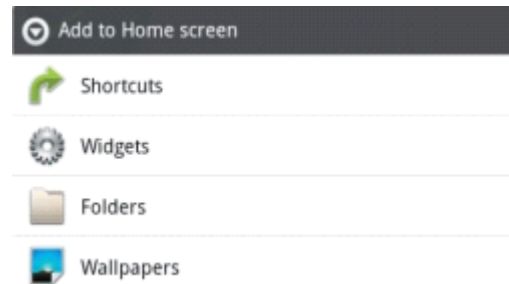 Add to Home screen
Shortcuts
Widgets
Folders
Wallpapers